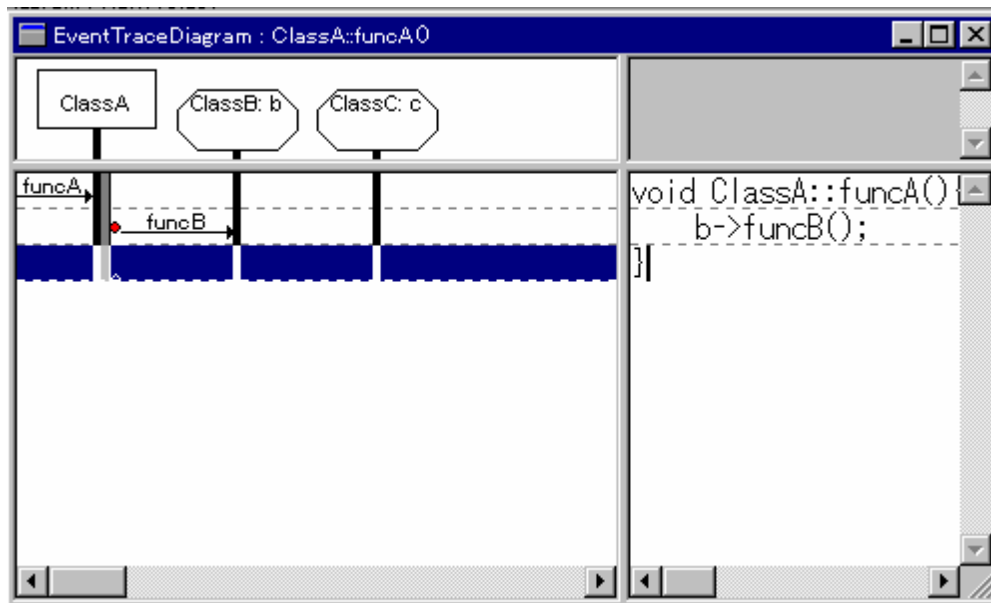 EventTraceDiagram : ClassA::funcA()
ClassA
ClassB: b
ClassC: c
funcA
funcB
void ClassA::funcA(){
b->funcB();
}